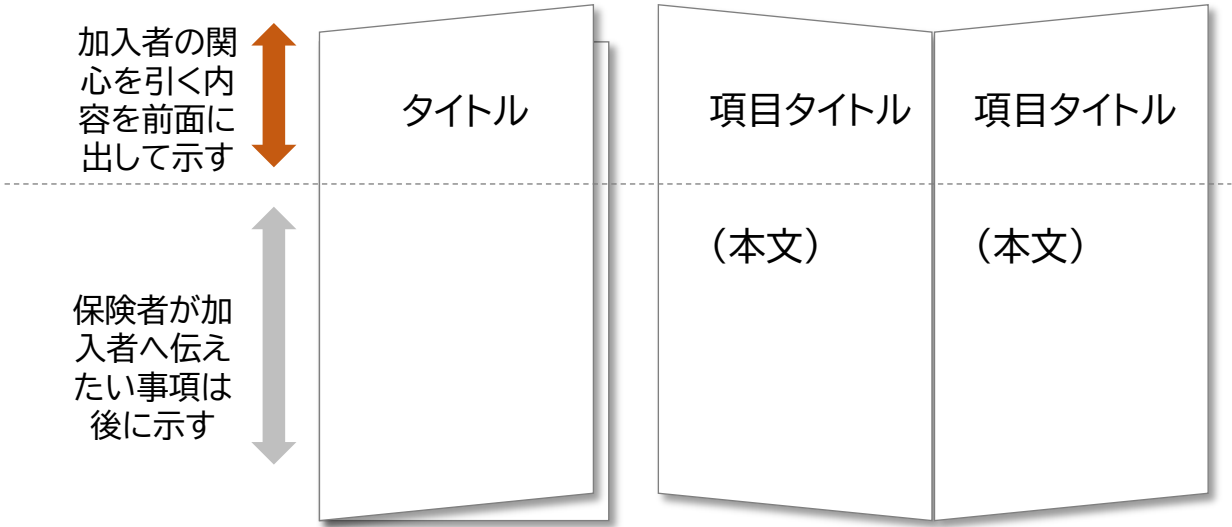 加入者の関
心を引く内
容を前面に
出して示す
タイトル
項目タイトル
項目タイトル
保険者が加
入者へ伝え
たい事項は
後に示す
（本文）
（本文）